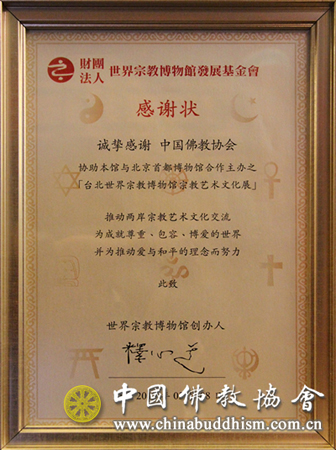 財團
法人
世界宗教博物館發展基金會
感谢状
诚挚感谢 中国佛教协会
协助本馆与北京首都博物馆合作主办之
「台北世界宗教博物馆宗教艺术文化展」
推动两岸宗教艺术文化交流
为成就尊重、包容、博爱的世界
并为推动爱与和平的理念而努力
此致
世界宗教博物馆创办人
釋心道
中國佛教協會
www.chinabuddhism.com.cn